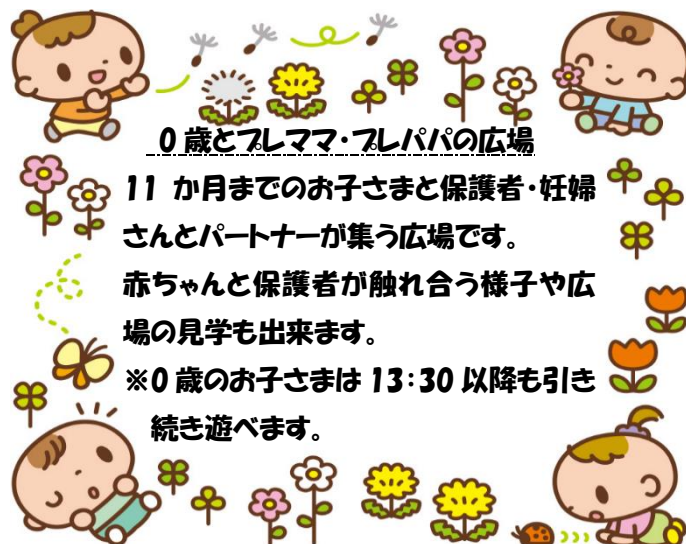 0歳とプレママ・プレパパの広場
11 か月までのお子さまと保護者・妊婦
さんとパートナーが集う広場です。
赤ちゃんと保護者が触れ合う様子や広
場の見学も出来ます。
※0歳のお子さまは 13:30 以降も引き
続き遊べます。